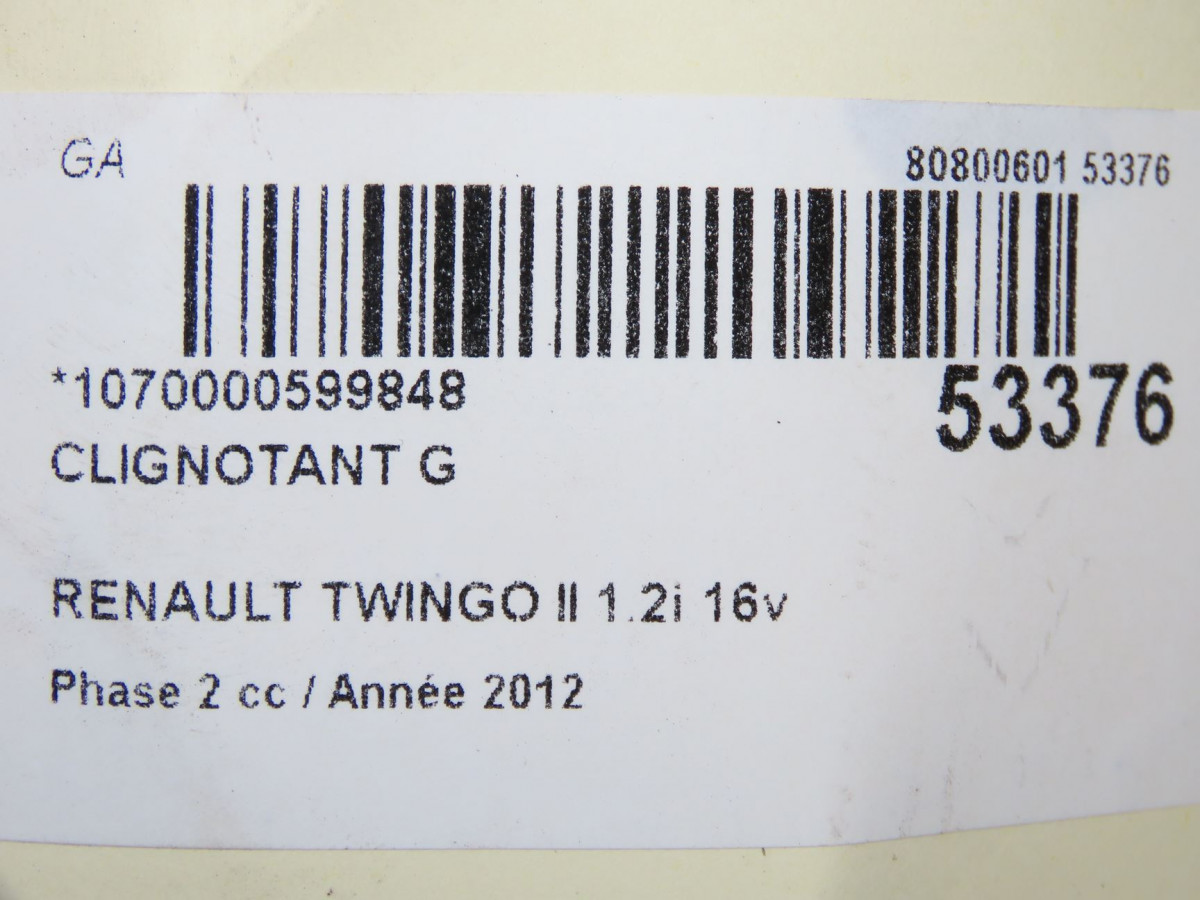 GA
80800601 53376
*1070000599848
53376
CLIGNOTANT G
RENAULT TWINGO II 1.2i 16v
Phase 2 cc / Année 2012